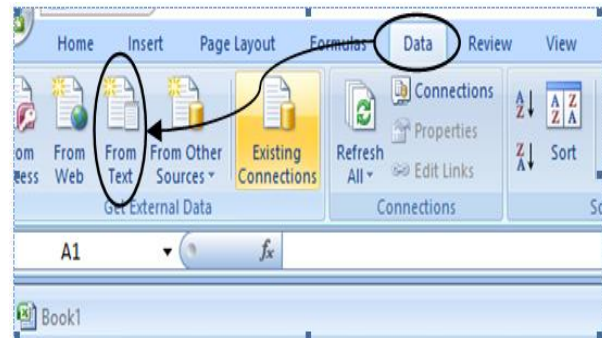 Home Insert Page Layout Formulas Data Review View
From Web
From Text
From Other Sources
Existing Connections
Refresh All
Connections
Properties
Edit Links
A Z
Z A
A Z
Z A
Sort
Get External Data
Connections
A1 fx
Book1